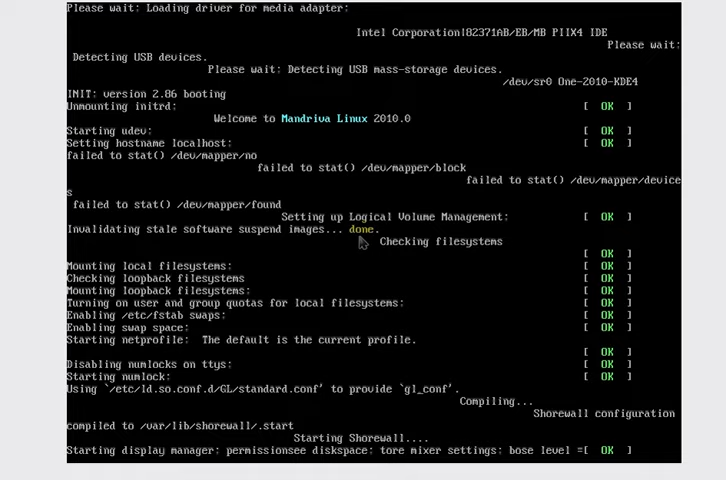 Please wait: Loading driver for media adapter:
Intel Corporation|82371AB/EB/MB PIIX4 IDE
Please wait:
Detecting USB devices.
Please wait: Detecting USB mass-storage devices.
/dev/sr0 One-2010-KDE4
INIT: version 2.86 booting
Unmounting initrd: [ OK ]
Welcome to Mandriva Linux 2010.0
Starting udev: [ OK ]
Setting hostname localhost: [ OK ]
failed to stat() /dev/mapper/no
failed to stat() /dev/mapper/block
failed to stat() /dev/mapper/device
s
failed to stat() /dev/mapper/found
Setting up Logical Volume Management: [ OK ]
Invalidating stale software suspend images... done.
Checking filesystems
[ OK ]
Mounting local filesystems: [ OK ]
Checking loopback filesystems [ OK ]
Mounting loopback filesystems: [ OK ]
Turning on user and group quotas for local filesystems: [ OK ]
Enabling /etc/fstab swaps: [ OK ]
Enabling swap space: [ OK ]
Starting netprofile: The default is the current profile.
[ OK ]
Disabling numlocks on ttys: [ OK ]
Starting numlock: [ OK ]
Using `/etc/ld.so.conf.d/GL/standard.conf' to provide `gl_conf'.
Compiling...
Shorewall configuration
compiled to /var/lib/shorewall/.start
Starting Shorewall....
Starting display manager: permissionsee diskspace: tore mixer settings: bose level =[ OK ]